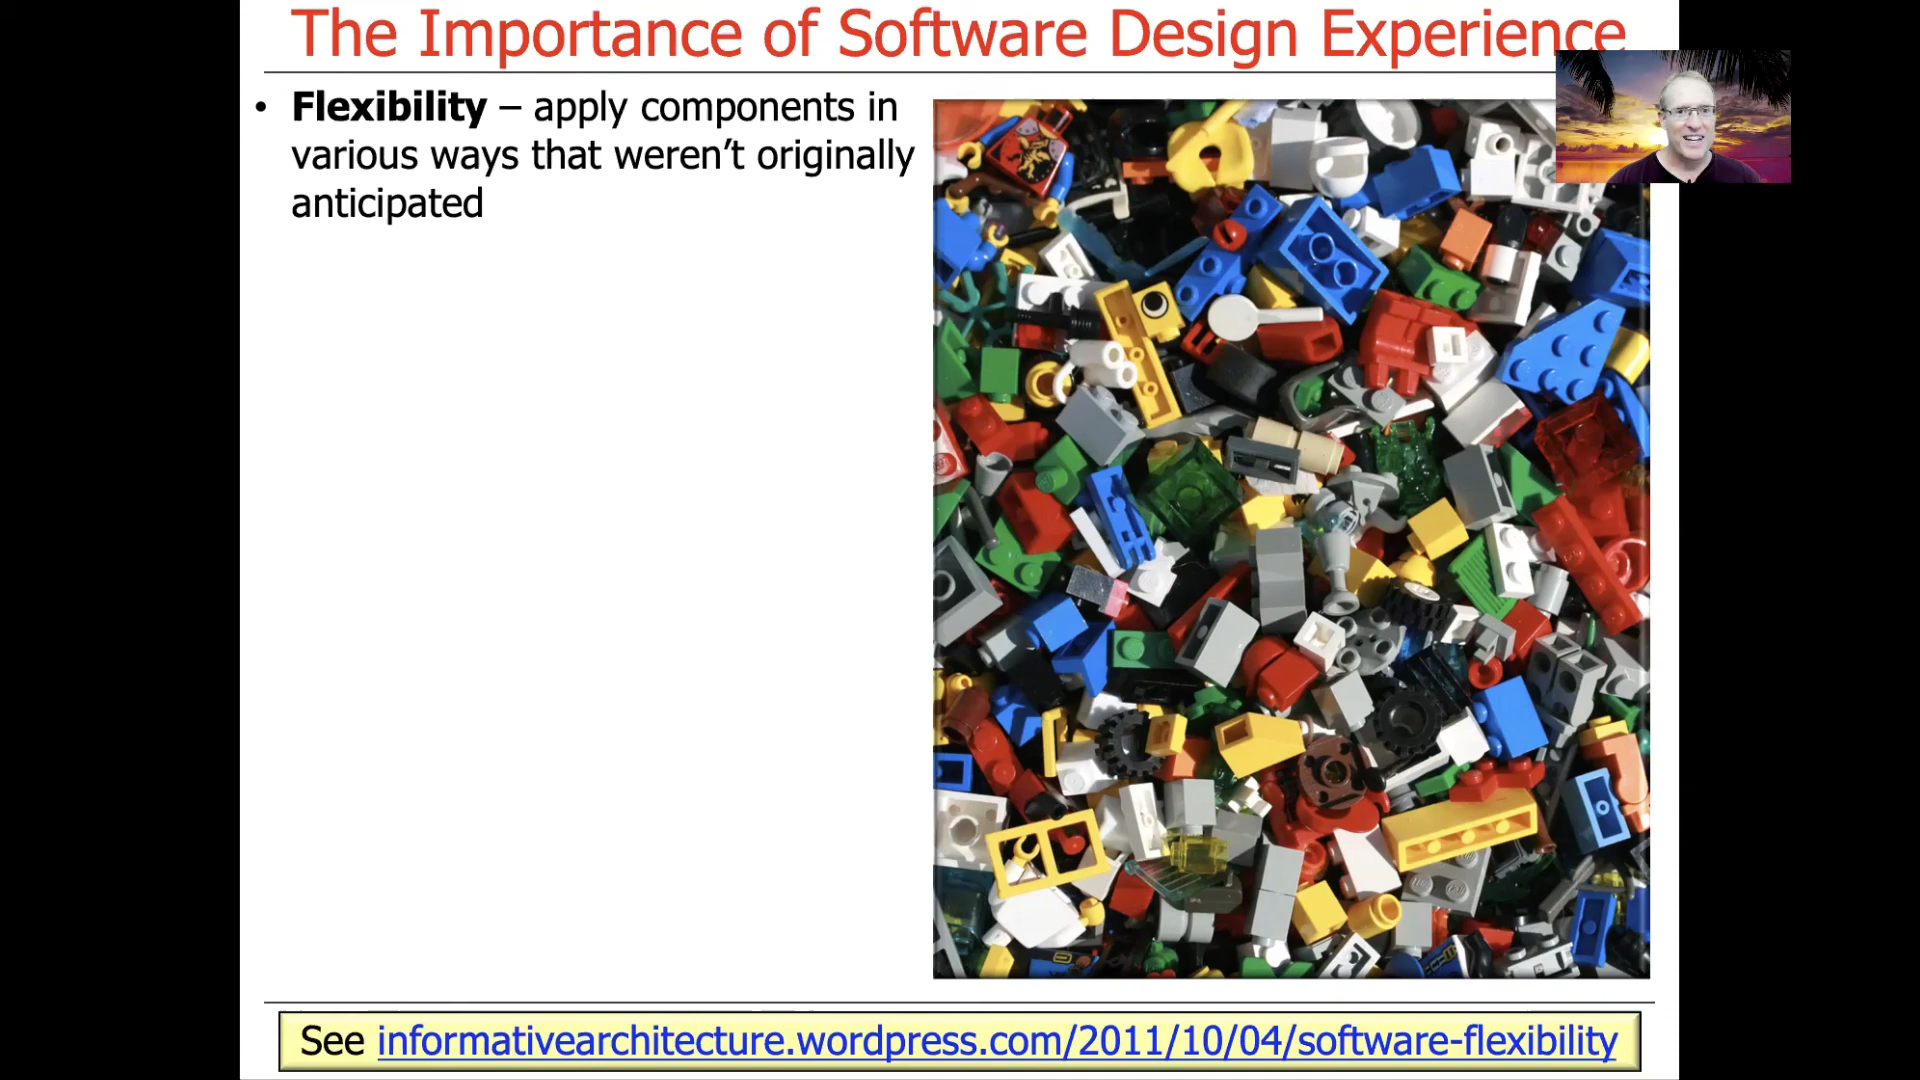 The Importance of Software Design Experience
• Flexibility – apply components in
various ways that weren’t originally
anticipated
See informativearchitecture.wordpress.com/2011/10/04/software-flexibility